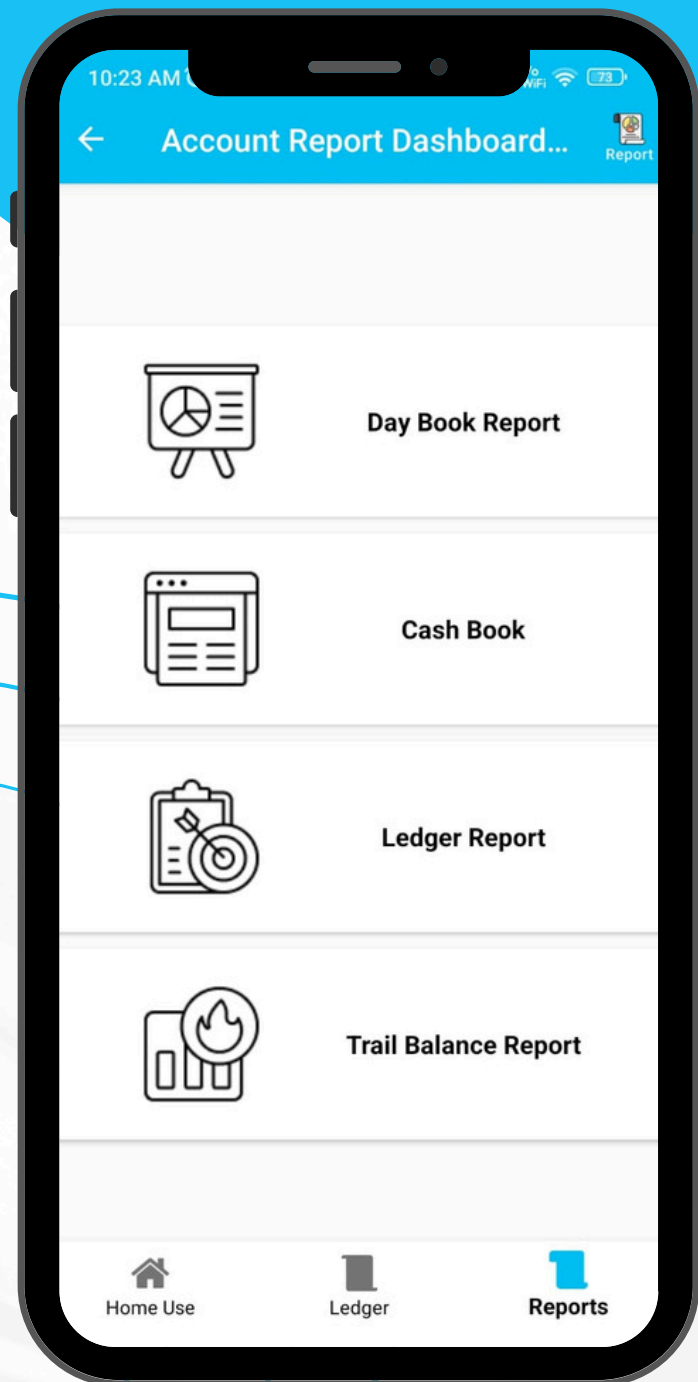 10:23 AM
WiFi
73
Account Report Dashboard...
Report
Day Book Report
Cash Book
Ledger Report
Trail Balance Report
Home Use
Ledger
Reports